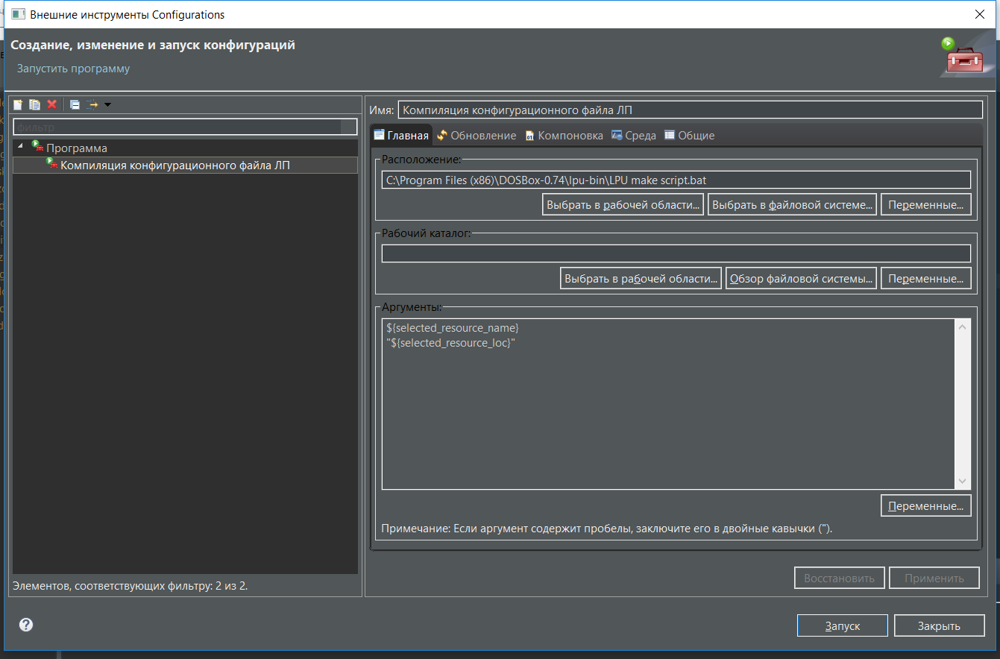 Внешние инструменты Configurations
Создание, изменение и запуск конфигураций
Запустить программу
фильтр
Программа
Компиляция конфигурационного файла ЛП
Элементов, соответствующих фильтру: 2 из 2.
Имя: Компиляция конфигурационного файла ЛП
Главная Обновление Компоновка Среда Общие
Расположение:
C:\Program Files (x86)\DOSBox-0.74\lpu-bin\LPU make script.bat
Выбрать в рабочей области... Выбрать в файловой системе... Переменные...
Рабочий каталог:
Выбрать в рабочей области... Обзор файловой системы... Переменные...
Аргументы:
${selected_resource_name}
"${selected_resource_loc}"
Переменные...
Примечание: Если аргумент содержит пробелы, заключите его в двойные кавычки (").
Восстановить Применить
Запуск Закрыть